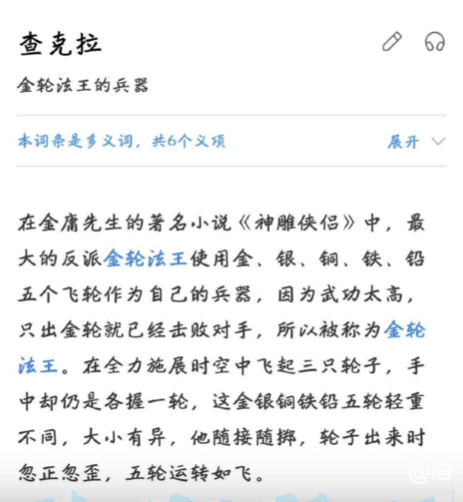 查克拉
金轮法王的兵器
本词条是多义词，共6个义项 展开
在金庸先生的著名小说《神雕侠侣》中，最
大的反派金轮法王使用金、银、铜、铁、铅
五个飞轮作为自己的兵器，因为武功太高，
只出金轮就已经击败对手，所以被称为金轮
法王。在全力施展时空中飞起三只轮子，手
中却仍是各握一轮，这金银铜铁铅五轮轻重
不同，大小有异，他随接随掷，轮子出来时
忽正忽歪，五轮运转如飞。
@喵